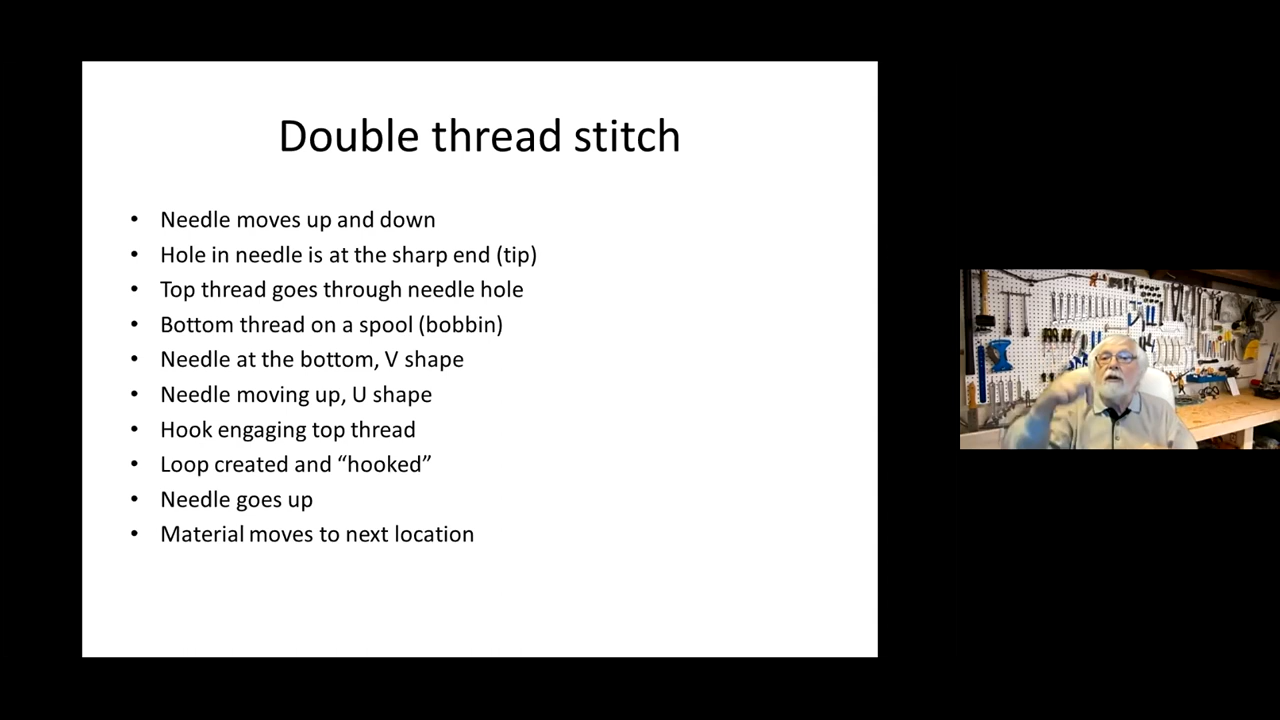 Double thread stitch
• Needle moves up and down
• Hole in needle is at the sharp end (tip)
• Top thread goes through needle hole
• Bottom thread on a spool (bobbin)
• Needle at the bottom, V shape
• Needle moving up, U shape
• Hook engaging top thread
• Loop created and “hooked”
• Needle goes up
• Material moves to next location